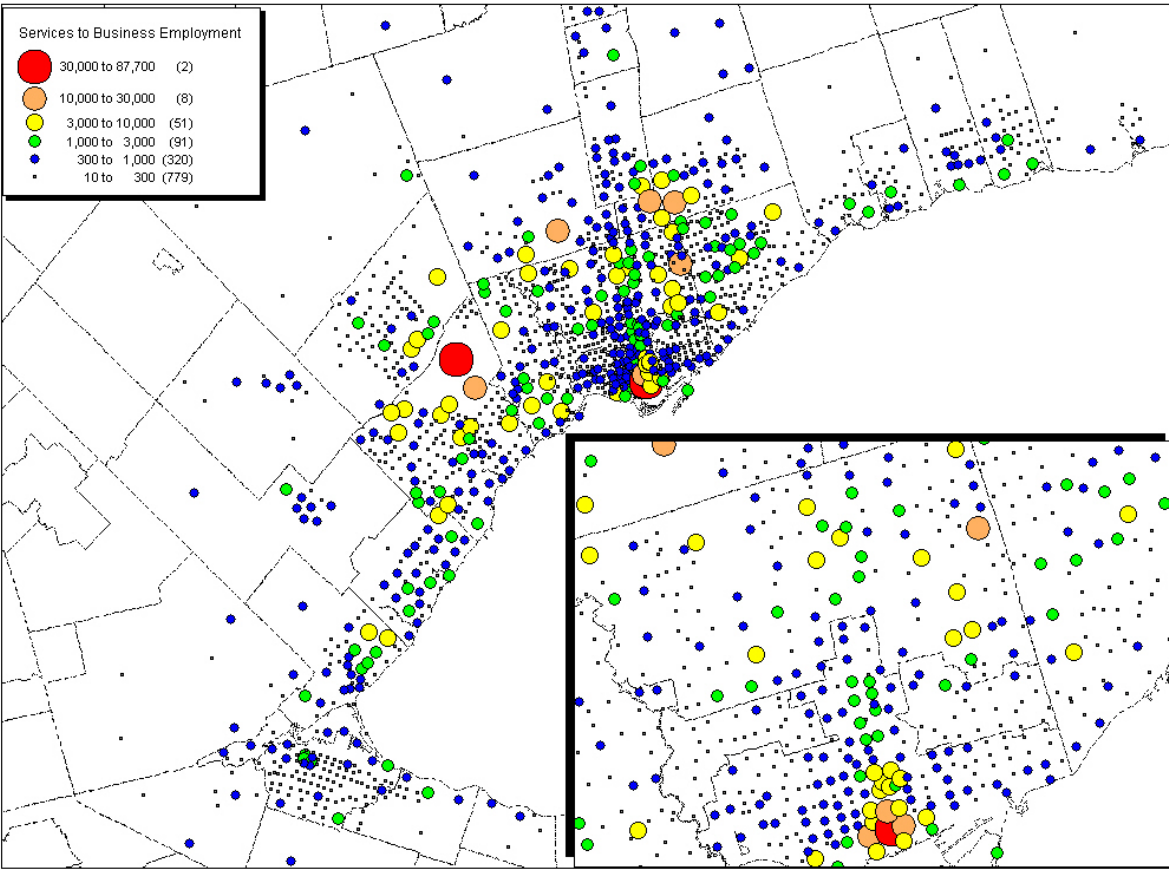 Services to Business Employment
30,000 to 87,700 (2)
10,000 to 30,000 (8)
3,000 to 10,000 (51)
1,000 to 3,000 (91)
300 to 1,000 (320)
10 to 300 (779)